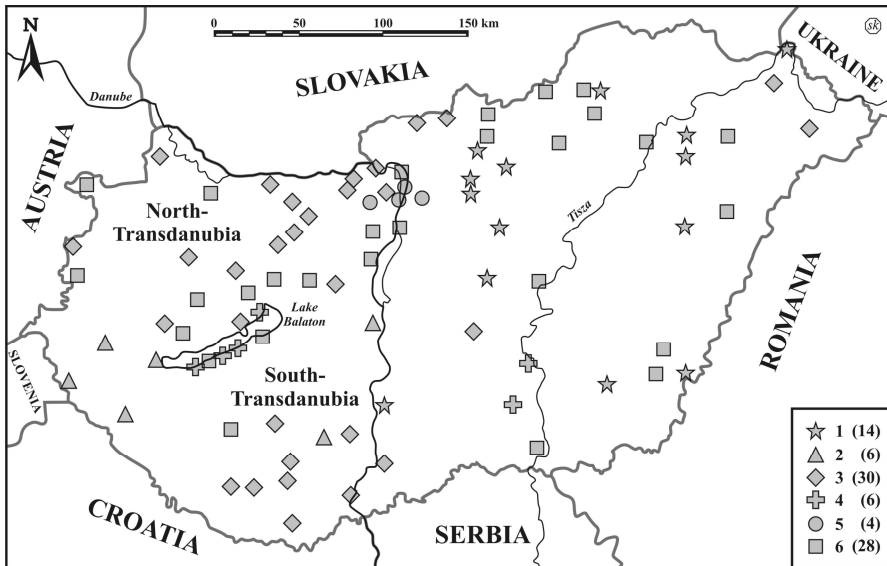 0 50 100 150 km
N
sk
UKRAINE
SLOVAKIA
Danube
AUSTRIA
Tisza
North-
Transdanubia
Lake
Balaton
ROMANIA
SLOVENIA
South-
Transdanubia
CROATIA
SERBIA
1 (14)
2 (6)
3 (30)
4 (6)
5 (4)
6 (28)